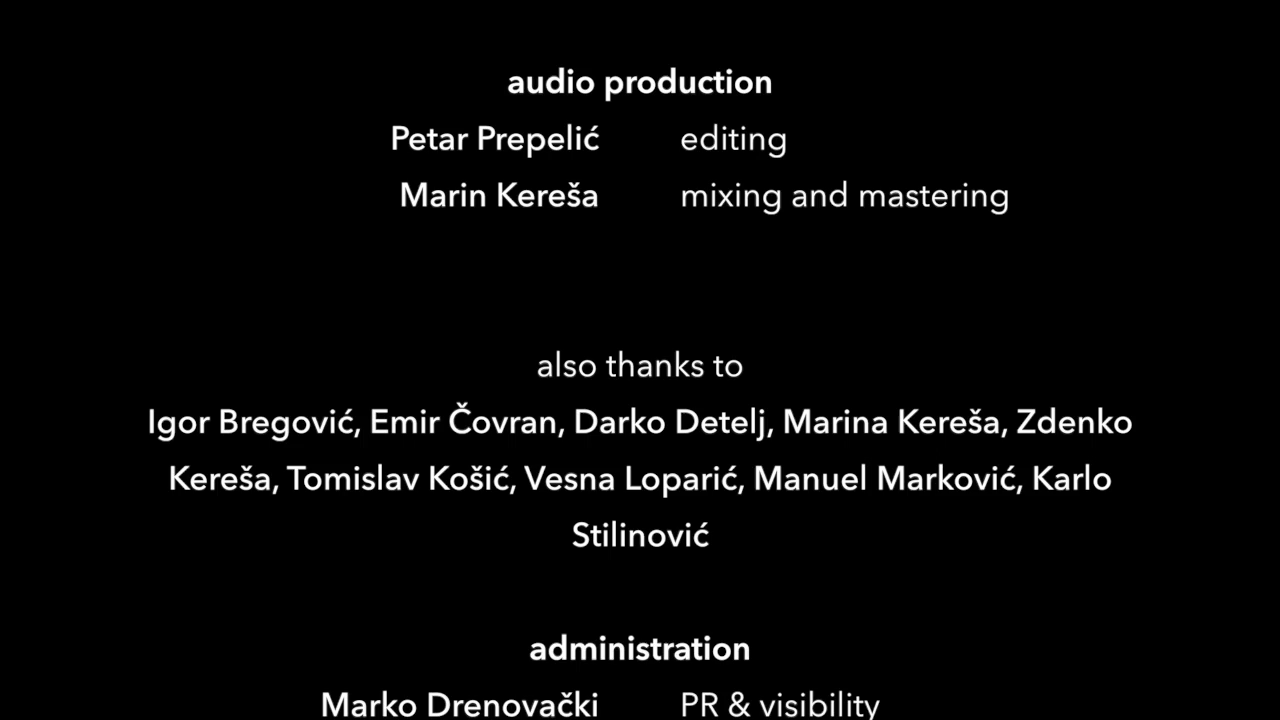 audio production
Petar Prepelić editing
Marin Kereša mixing and mastering
also thanks to
Igor Bregović, Emir Čovran, Darko Detelj, Marina Kereša, Zdenko
Kereša, Tomislav Košić, Vesna Loparić, Manuel Marković, Karlo
Stilinović
administration
Marko Drenovački PR & visibility